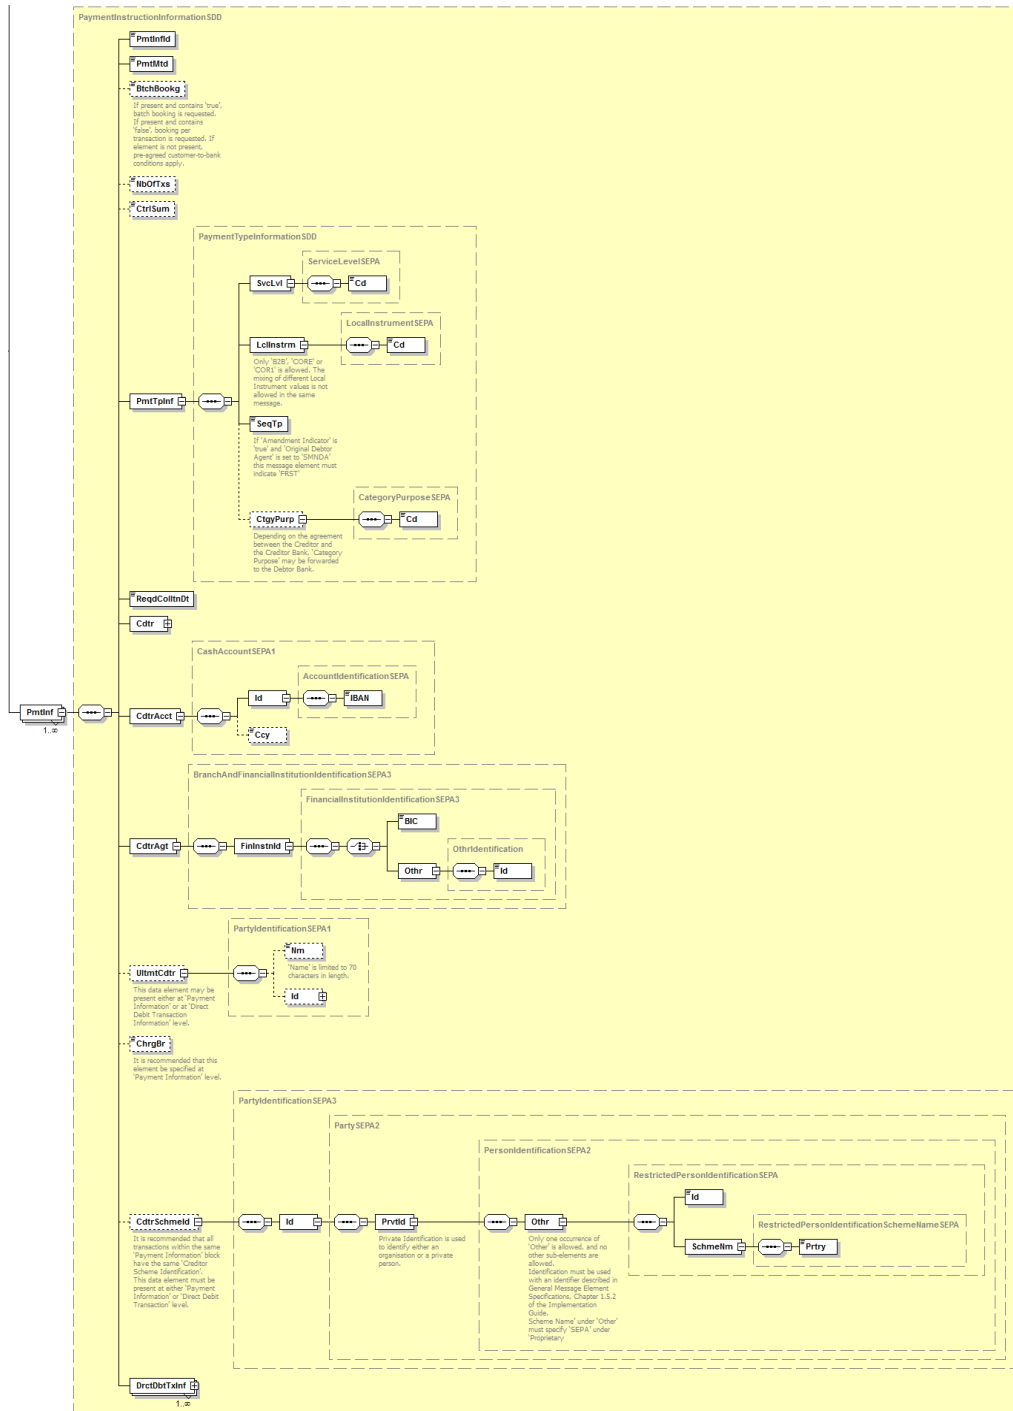 PaymentInstructionInformationSDD
PmtInfId
PmtMtd
BtchBookg
If present and contains 'true',
batch booking is requested.
If present and contains
'false', booking per
transaction is requested. If
element is not present,
pre-agreed customer-to-bank
conditions apply.
NbOfTxs
CtrlSum
PaymentTypeInformationSDD
ServiceLevelSEPA
SvcLvl
Cd
LocalInstrumentSEPA
LclInstrm
Cd
Only 'B2B', 'CORE' or
'COR1' is allowed. The
mixing of different Local
Instrument values is not
allowed in the same
message.
PmtTpInf
SeqTp
If 'Amendment Indicator' is
'true' and 'Original Debtor
Agent' is set to 'SMNDA'
this message element must
indicate 'FRST'
CategoryPurposeSEPA
CtgyPurp
Cd
Depending on the agreement
between the Creditor and
the Creditor Bank, 'Category
Purpose' may be forwarded
to the Debtor Bank.
ReqdColltnDt
Cdtr
CashAccountSEPA1
AccountIdentificationSEPA
Id
IBAN
PmtInf
1..∞
CdtrAcct
Ccy
BranchAndFinancialInstitutionIdentificationSEPA3
FinancialInstitutionIdentificationSEPA3
BIC
CdtrAgt
FinInstnId
OthrIdentification
Othr
Id
PartyIdentificationSEPA1
Nm
'Name' is limited to 70
characters in length.
UltmtCdtr
Id
This data element may be
present either at 'Payment
Information' or at 'Direct
Debit Transaction
Information' level.
ChrgBr
It is recommended that this
element be specified at
'Payment Information' level.
PartyIdentificationSEPA3
PartySEPA2
PersonIdentificationSEPA2
RestrictedPersonIdentificationSEPA
Id
RestrictedPersonIdentificationSchemeNameSEPA
CdtrSchmeId
Id
PrvtId
Othr
SchmeNm
Prtry
It is recommended that all
transactions within the same
'Payment Information' block
have the same 'Creditor
Scheme Identification'.
This data element must be
present at either 'Payment
Information' or 'Direct Debit
Transaction' level.
Private Identification is used
to identify either an
organisation or a private
person.
Only one occurrence of
'Other' is allowed, and no
other sub-elements are
allowed.
Identification must be used
with an identifier described in
General Message Element
Specifications, Chapter 1.5.2
of the Implementation
Guide.
Scheme Name' under 'Other'
must specify 'SEPA' under
'Proprietary
DrctDbtTxInf
1..∞